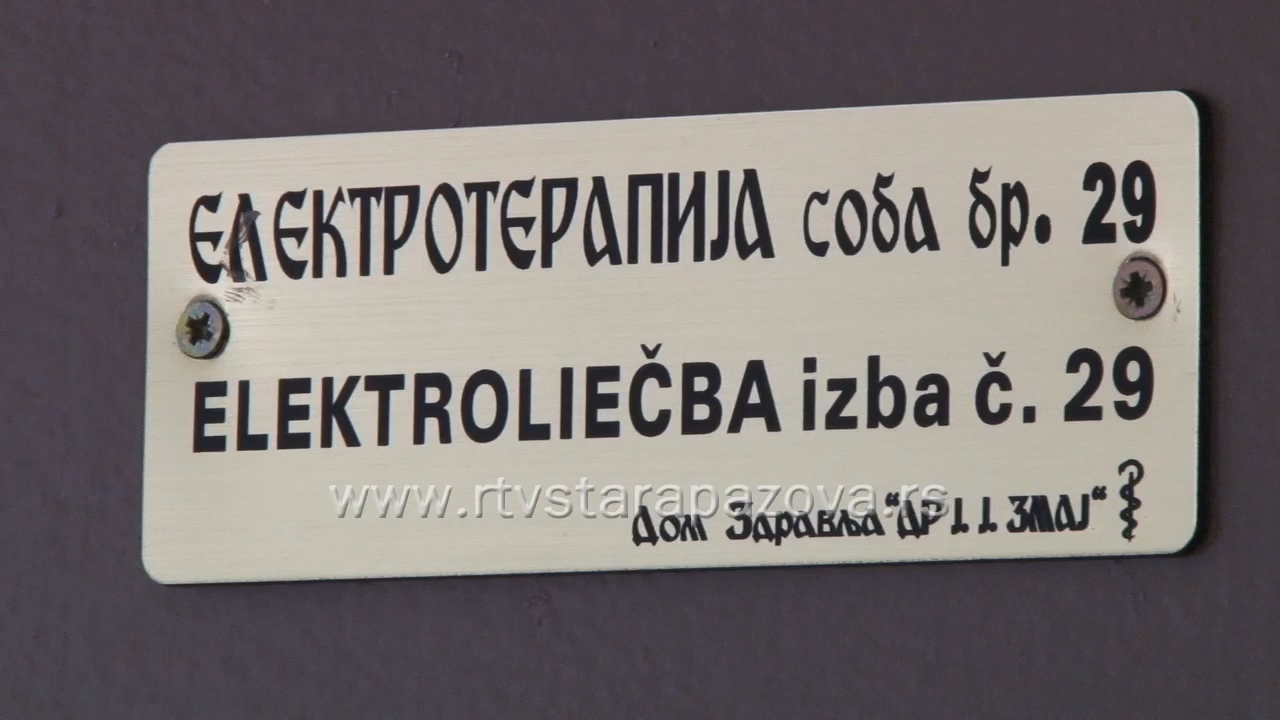 ЕЛЕКТРОТЕРАПИЈА соба бр. 29
ELEKTROLIEČBA izba č. 29
www.rtvstarapazova.rs
Дом Здравља "ДР Ј. Ј. ЗМАЈ"